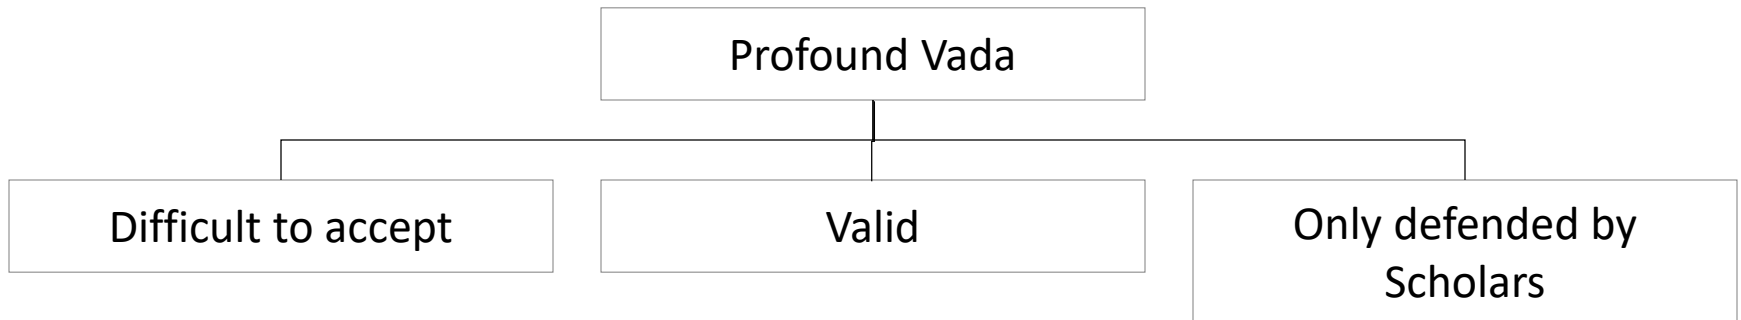 Profound Vada
Difficult to accept
Valid
Only defended by
Scholars